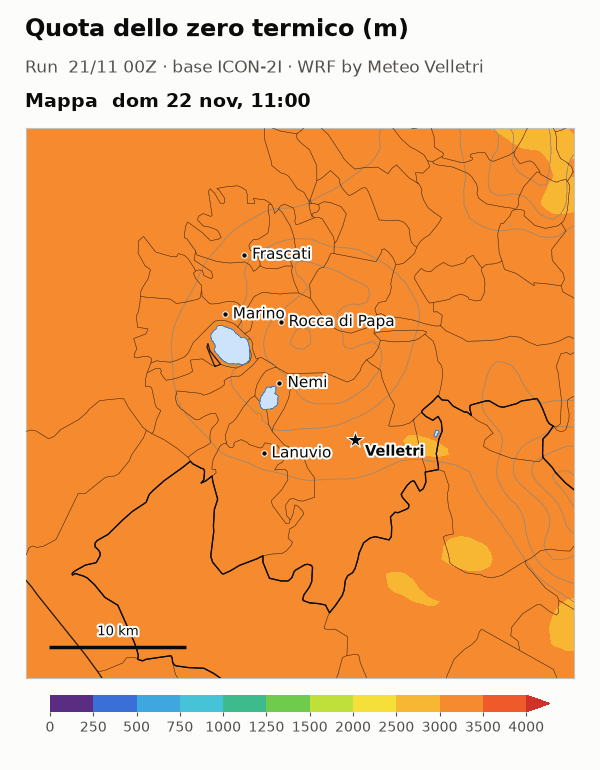 Quota dello zero termico (m)
Run  21/11 00Z · base ICON-2I · WRF by Meteo Velletri
Mappa  dom 22 nov, 11:00
Frascati
Marino
Rocca di Papa
Nemi
Velletri
Lanuvio
10 km
0 250 500 750 1000 1250 1500 2000 2500 3000 3500 4000